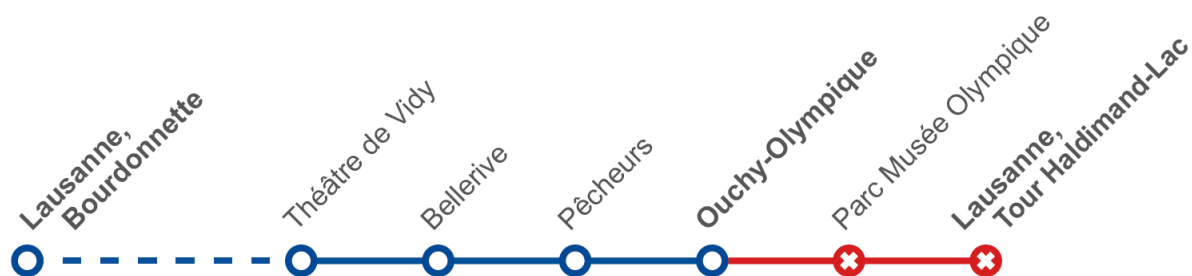 Lausanne,
Bourdonnette
Théâtre de Vidy
Bellerive
Pêcheurs
Ouchy-Olympique
Parc Musée Olympique
Lausanne,
Tour Haldimand-Lac